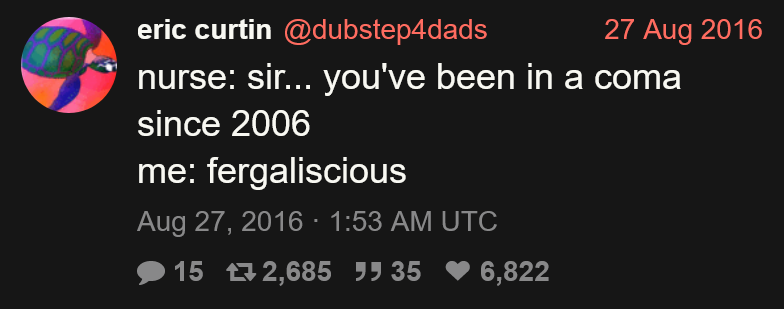 eric curtin @dubstep4dads 27 Aug 2016
nurse: sir... you've been in a coma
since 2006
me: fergaliscious
Aug 27, 2016 · 1:53 AM UTC
15 2,685 35 6,822